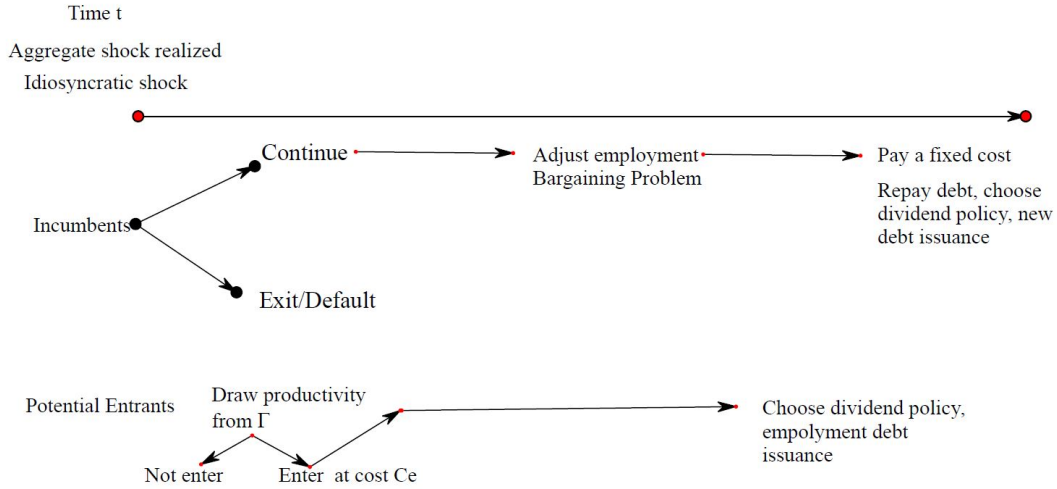 Time t
Aggregate shock realized
Idiosyncratic shock
Continue
Adjust employment
Bargaining Problem
Pay a fixed cost
Repay debt, choose
dividend policy, new
debt issuance
Incumbents
Exit/Default
Potential Entrants
Draw productivity
from Γ
Not enter
Enter at cost Ce
Choose dividend policy,
empolyment debt
issuance